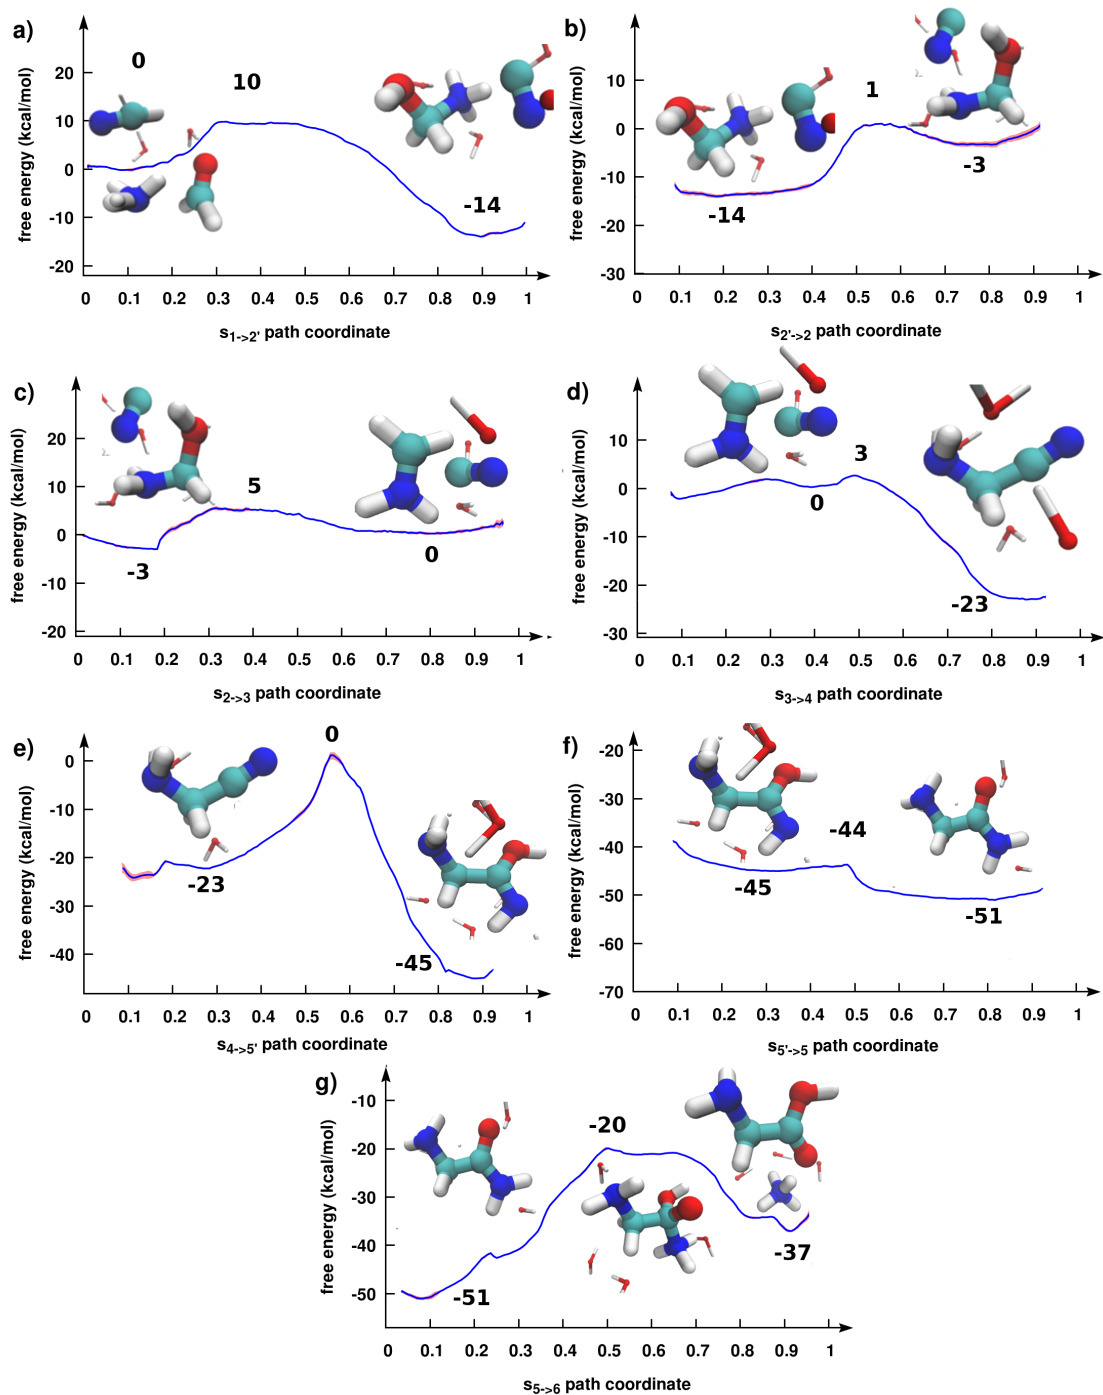 a)
free energy (kcal/mol)
20
10
0
-10
-20
0
10
-14
0 0.1 0.2 0.3 0.4 0.5 0.6 0.7 0.8 0.9 1
s1->2' path coordinate
b)
free energy (kcal/mol)
10
0
-10
-20
-30
-14
1
-3
0 0.1 0.2 0.3 0.4 0.5 0.6 0.7 0.8 0.9 1
s2'->2 path coordinate
c)
free energy (kcal/mol)
20
10
0
-10
-20
-3
5
0
0 0.1 0.2 0.3 0.4 0.5 0.6 0.7 0.8 0.9 1
s2->3 path coordinate
d)
free energy (kcal/mol)
10
0
-10
-20
-30
0
3
-23
0 0.1 0.2 0.3 0.4 0.5 0.6 0.7 0.8 0.9 1
s3->4 path coordinate
e)
free energy (kcal/mol)
0
-10
-20
-30
-40
-23
0
-45
0 0.1 0.2 0.3 0.4 0.5 0.6 0.7 0.8 0.9 1
s4->5' path coordinate
f)
free energy (kcal/mol)
-20
-30
-40
-50
-60
-70
-45
-44
-51
0 0.1 0.2 0.3 0.4 0.5 0.6 0.7 0.8 0.9 1
s5'->5 path coordinate
g)
free energy (kcal/mol)
-10
-20
-30
-40
-50
-51
-20
-37
0 0.1 0.2 0.3 0.4 0.5 0.6 0.7 0.8 0.9 1
s5->6 path coordinate